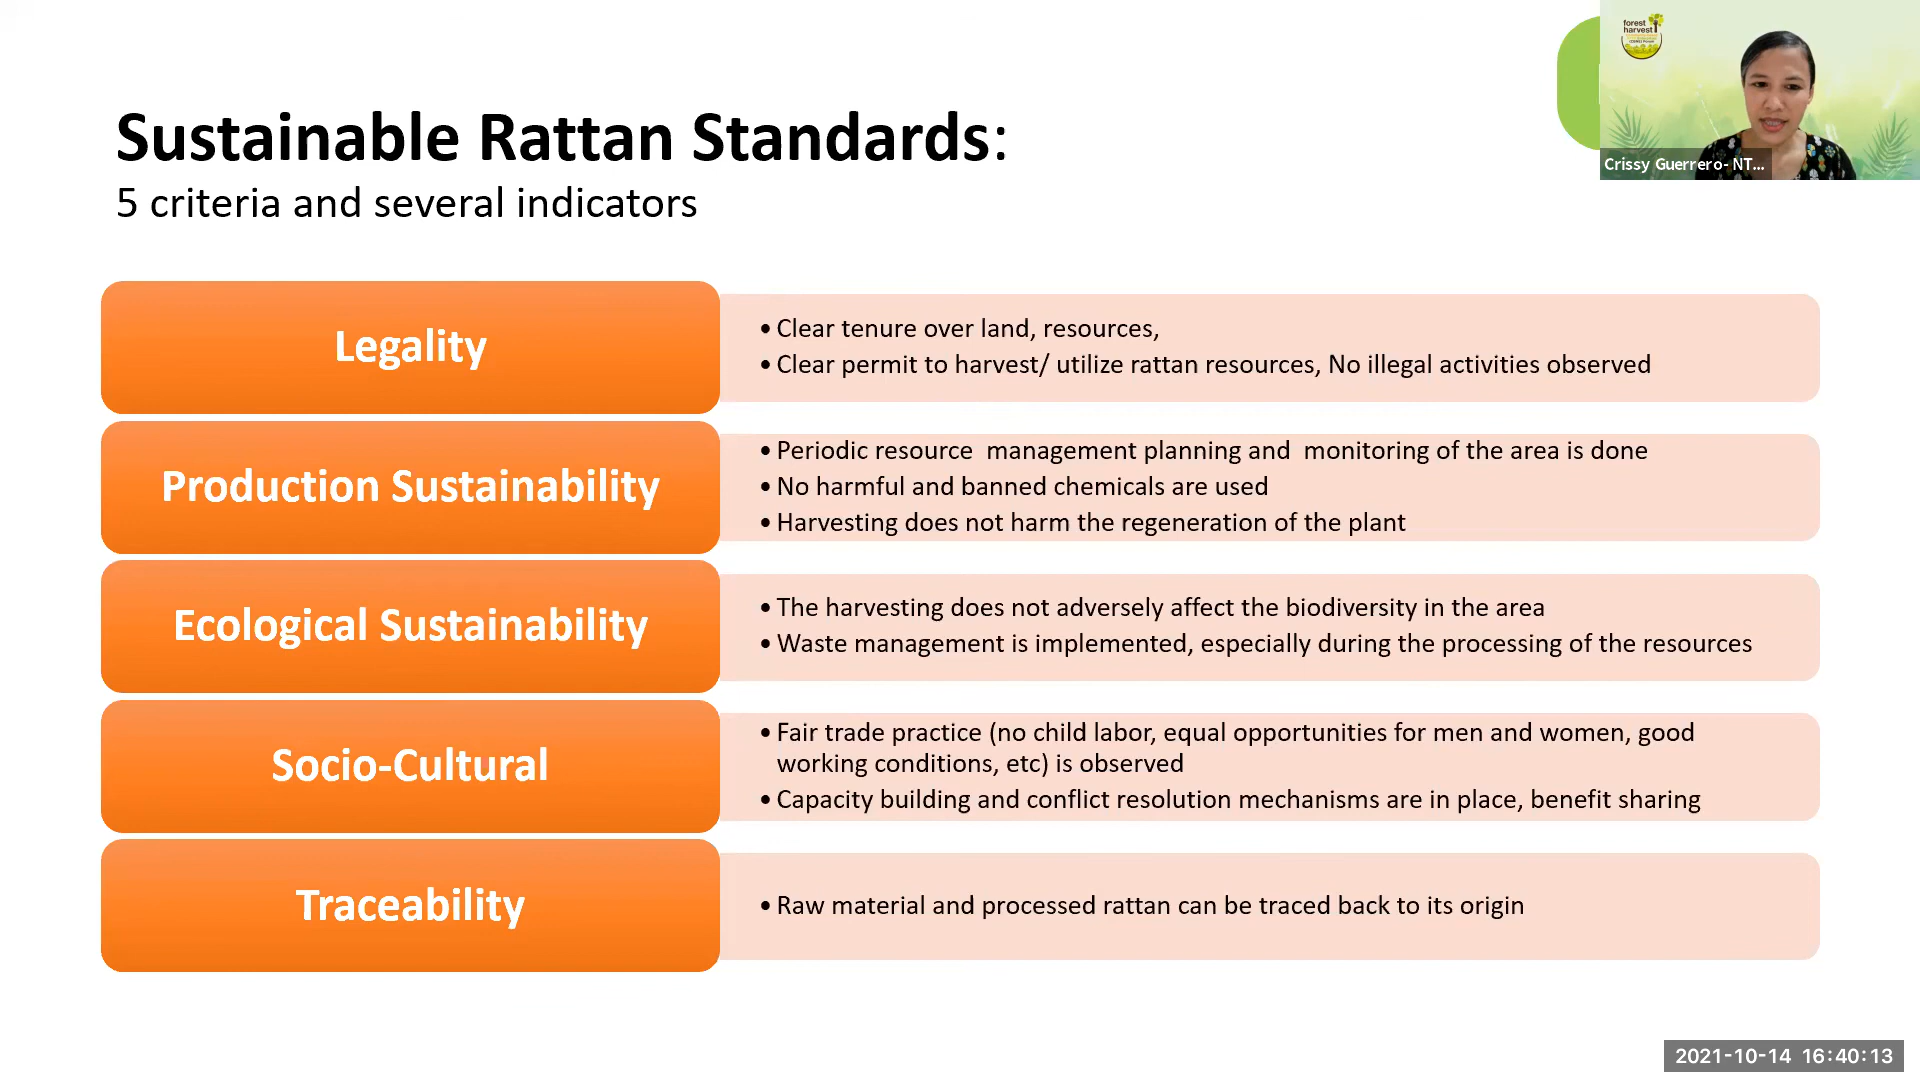 forest
harvest
Crissy Guerrero- NT...
Sustainable Rattan Standards:
5 criteria and several indicators
Legality
• Clear tenure over land, resources,
• Clear permit to harvest/ utilize rattan resources, No illegal activities observed
Production Sustainability
• Periodic resource  management planning and  monitoring of the area is done
• No harmful and banned chemicals are used
• Harvesting does not harm the regeneration of the plant
Ecological Sustainability
• The harvesting does not adversely affect the biodiversity in the area
• Waste management is implemented, especially during the processing of the resources
Socio-Cultural
• Fair trade practice (no child labor, equal opportunities for men and women, good
working conditions, etc) is observed
• Capacity building and conflict resolution mechanisms are in place, benefit sharing
Traceability
• Raw material and processed rattan can be traced back to its origin
2021-10-14 16:40:13